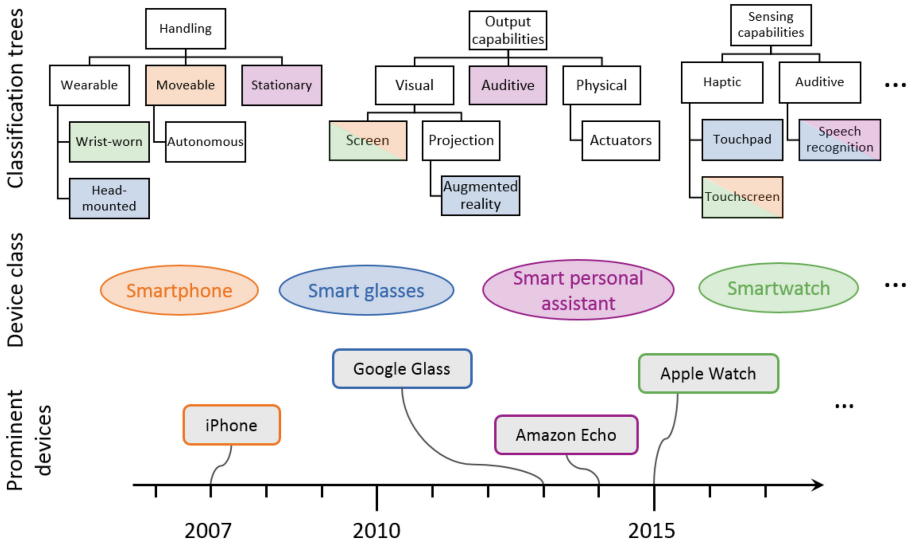 Classification trees
Handling
Wearable
Moveable
Stationary
Wrist-worn
Autonomous
Head-
mounted
Output
capabilities
Visual
Auditive
Physical
Screen
Projection
Actuators
Augmented
reality
Sensing
capabilities
Haptic
Auditive
...
Touchpad
Speech
recognition
Touchscreen
Device class
Smartphone
Smart glasses
Smart personal
assistant
Smartwatch
...
Prominent
devices
iPhone
Google Glass
Amazon Echo
Apple Watch
...
2007
2010
2015